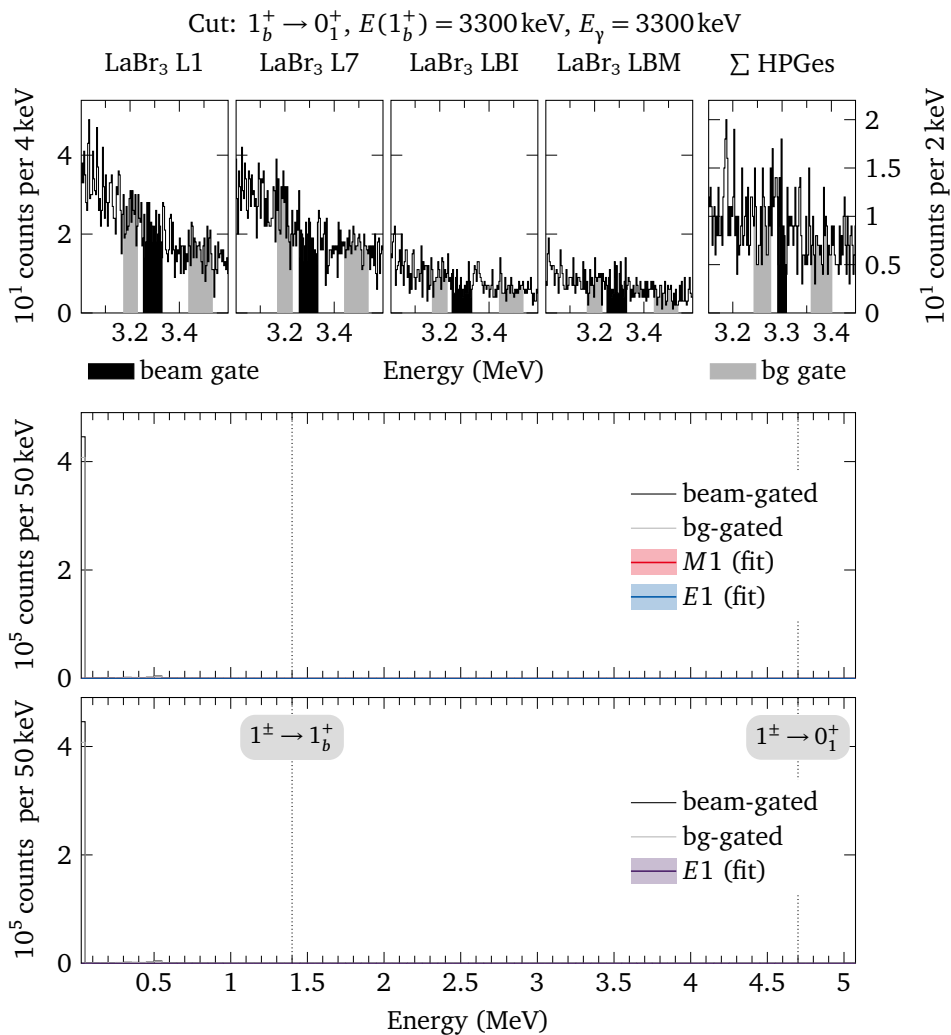 Cut: 1_b^+ → 0_1^+, E(1_b^+) = 3300 keV, E_γ = 3300 keV
LaBr₃ L1 LaBr₃ L7 LaBr₃ LBI LaBr₃ LBM ∑ HPGes
10¹ counts per 4 keV
0 2 4
3.2 3.4 3.2 3.4 3.2 3.4 3.2 3.4 3.2 3.3 3.4
0 0.5 1 1.5 2
10¹ counts per 2 keV
beam gate Energy (MeV) bg gate
10⁵ counts per 50 keV
0 2 4
beam-gated
bg-gated
M1 (fit)
E1 (fit)
10⁵ counts per 50 keV
0 2 4
1^± → 1_b^+ 1^± → 0_1^+
beam-gated
bg-gated
E1 (fit)
0.5 1 1.5 2 2.5 3 3.5 4 4.5 5
Energy (MeV)